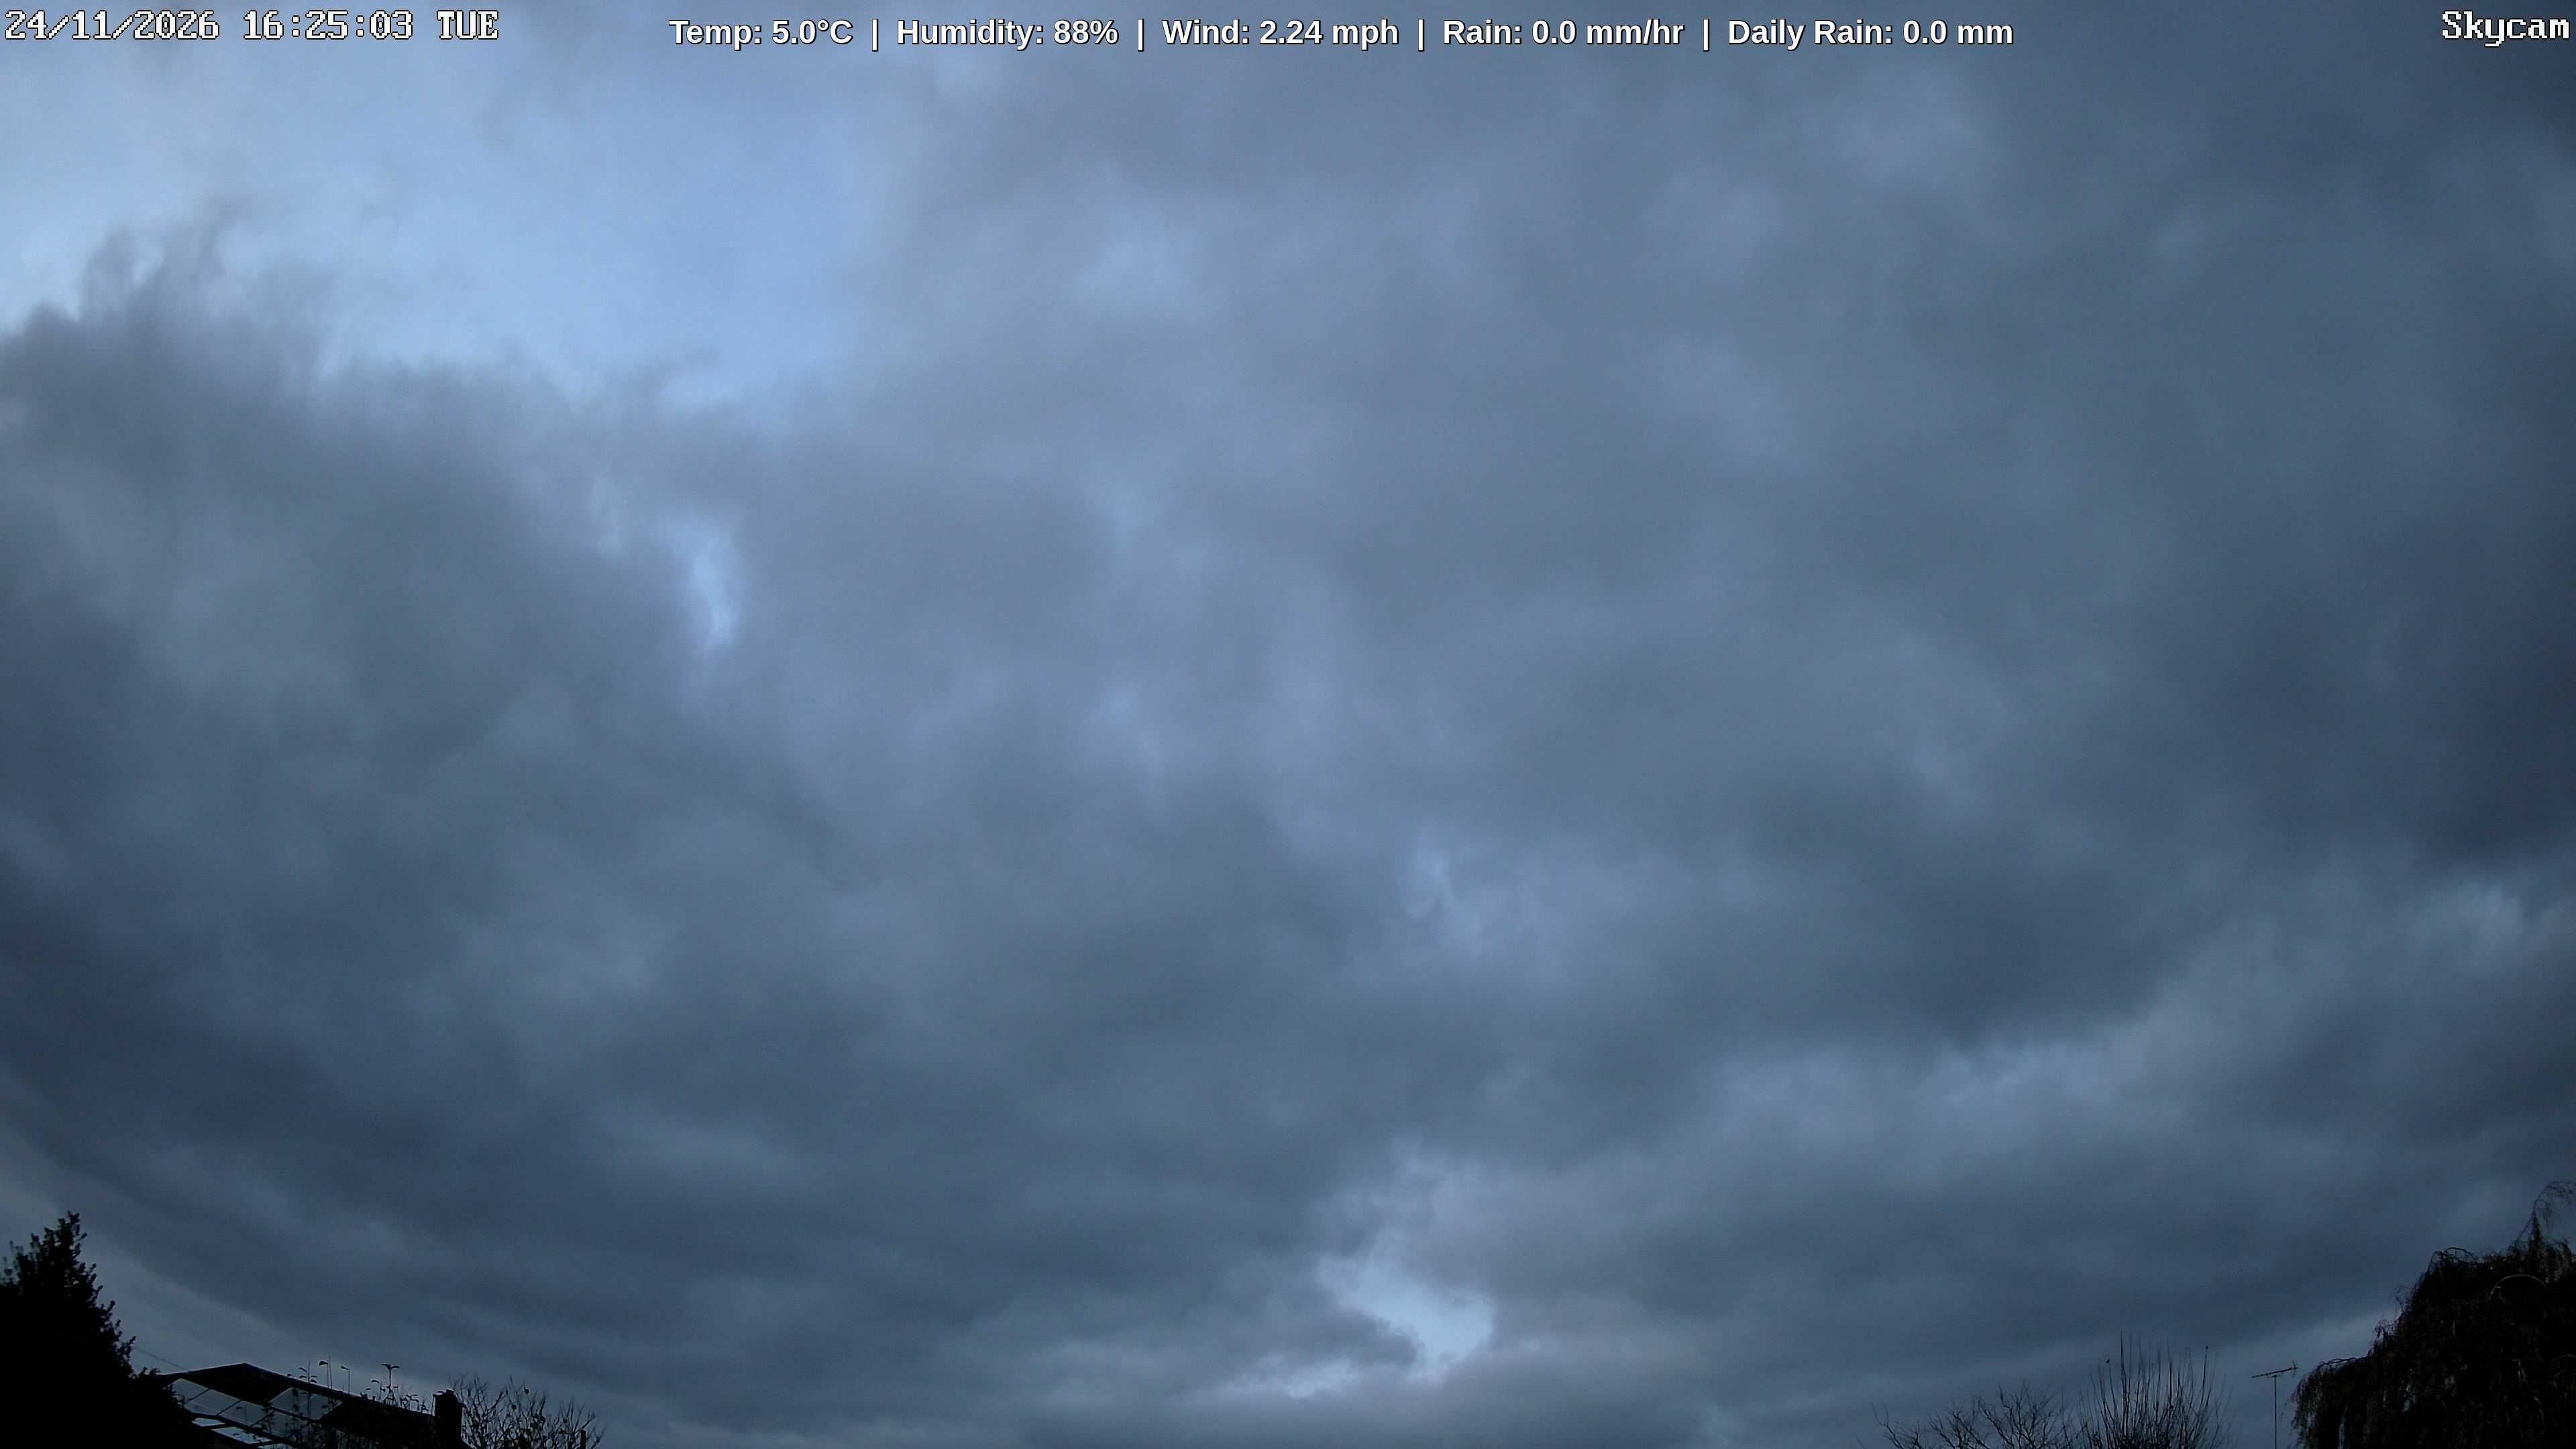 24/11/2026 16:25:03 TUE
Temp: 5.0°C | Humidity: 88% | Wind: 2.24 mph | Rain: 0.0 mm/hr | Daily Rain: 0.0 mm
Skycam